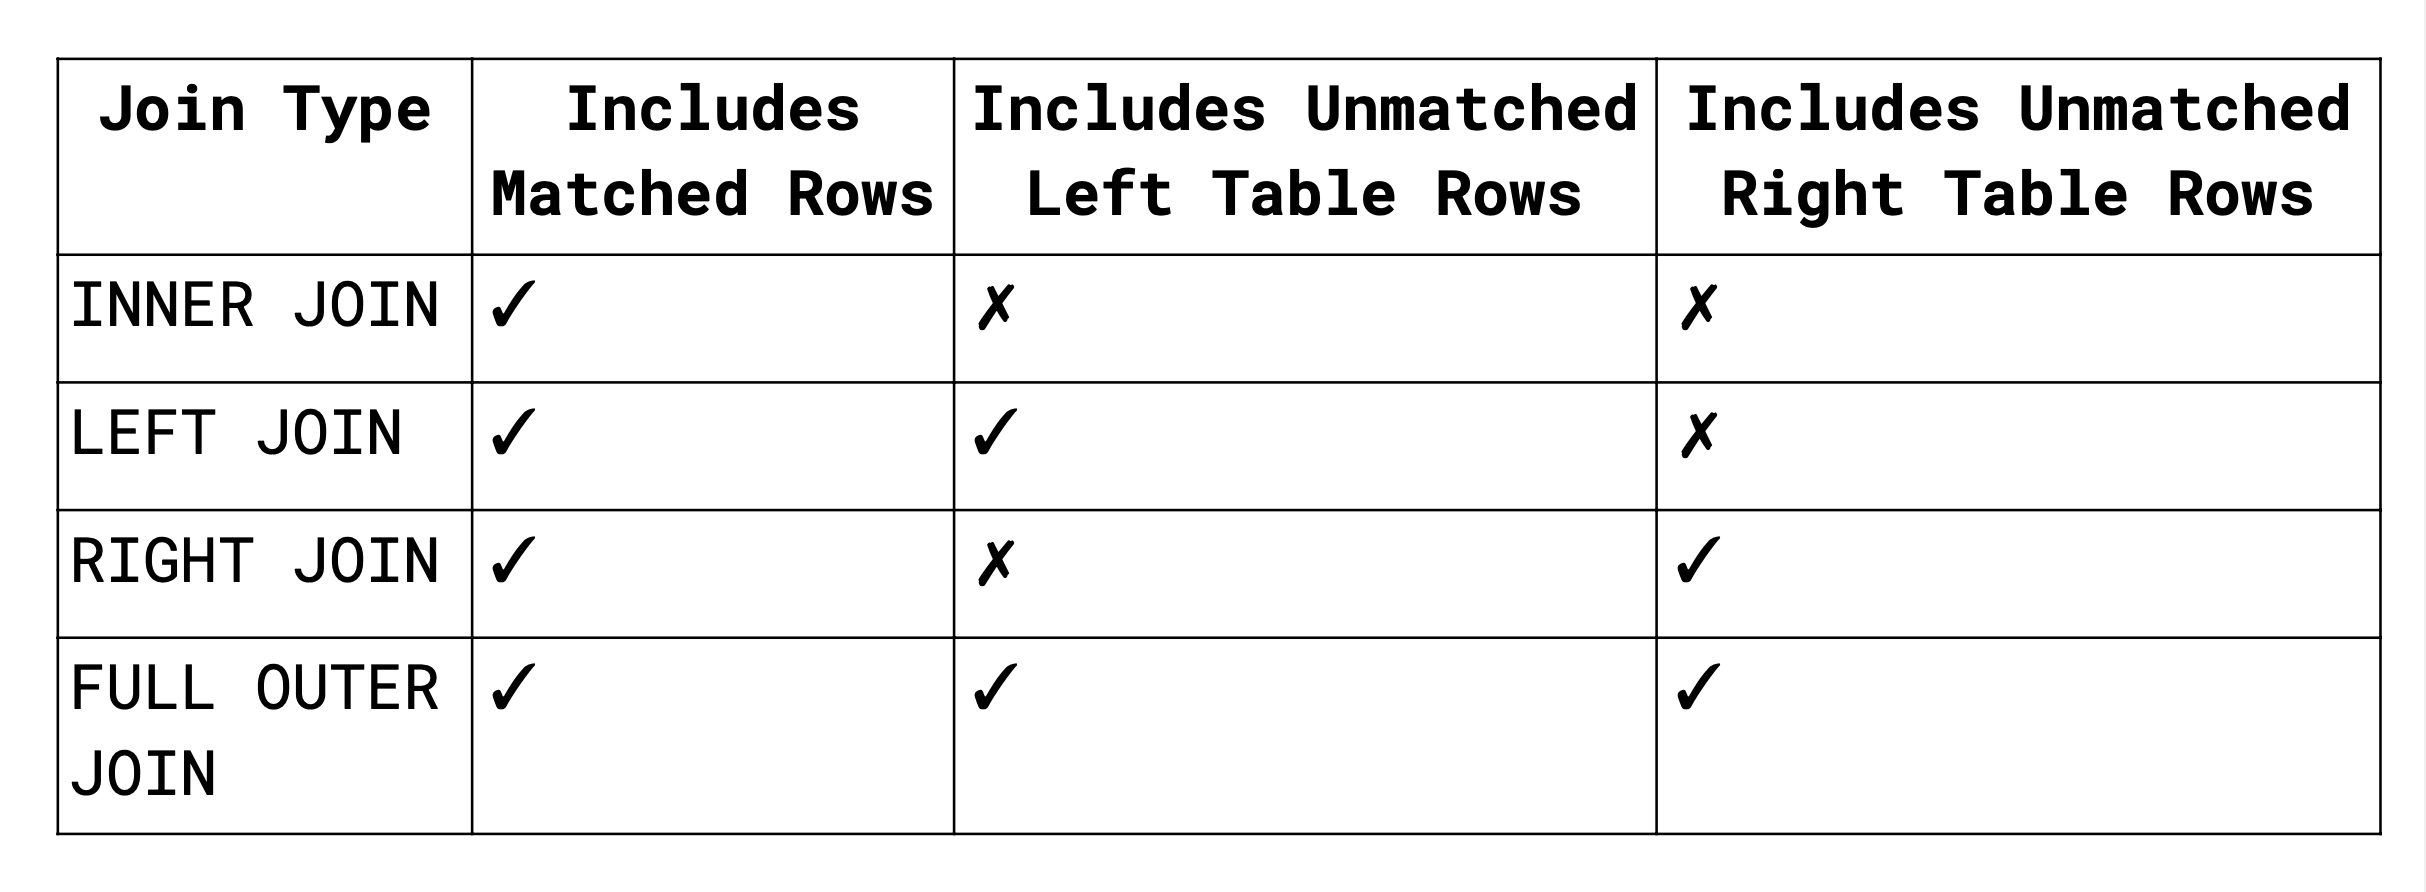 Join Type
Includes
Matched Rows
Includes Unmatched
Left Table Rows
Includes Unmatched
Right Table Rows
INNER JOIN ✓ ✗ ✗
LEFT JOIN ✓ ✓ ✗
RIGHT JOIN ✓ ✗ ✓
FULL OUTER
JOIN
✓ ✓ ✓